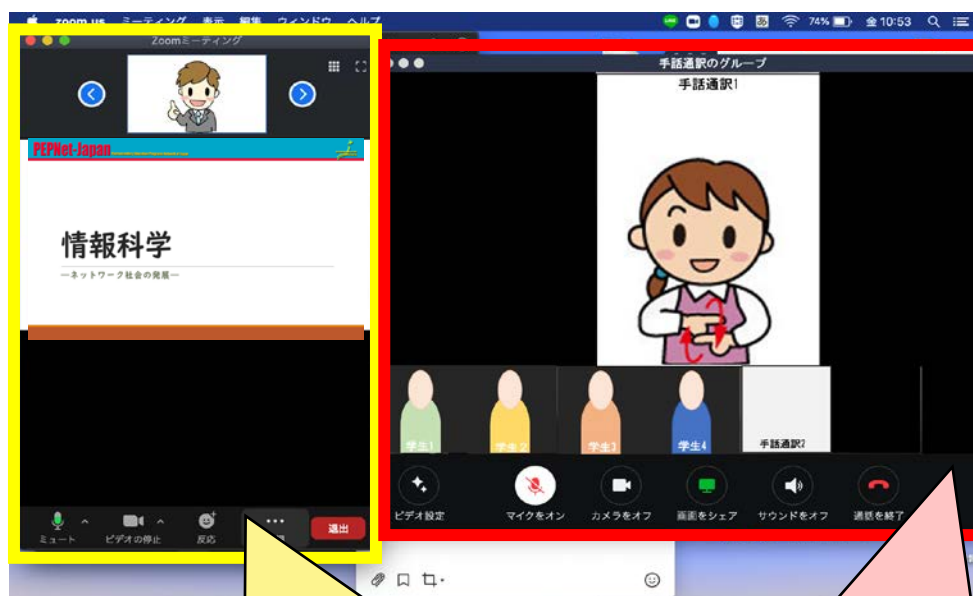 zoom.us ミーティング 表示 編集 ウィンドウ ヘルプ
74% 金10:53
Zoomミーティング
PEPNet-Japan
情報科学
―ネットワーク社会の発展―
ミュート ビデオの停止 反応 退出
手話通訳のグループ
手話通訳1
学生1 学生2 学生3 学生4 手話通訳2
ビデオ設定 マイクをオン カメラをオフ 画面をシェア サウンドをオフ 通話を終了